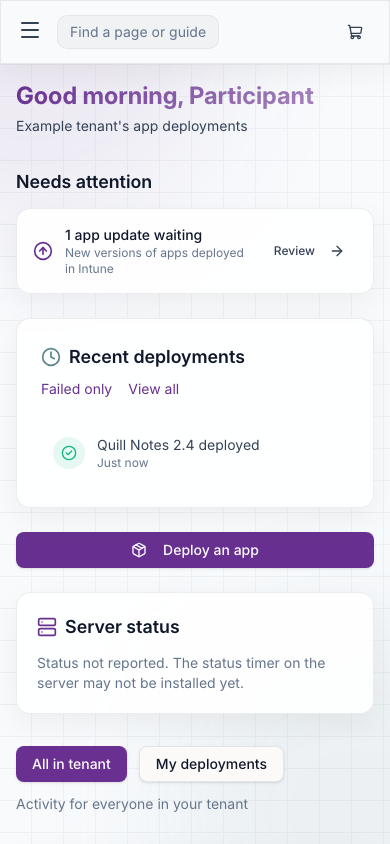 Find a page or guide
Good morning, Participant
Example tenant's app deployments
Needs attention
1 app update waiting
New versions of apps deployed
in Intune
Review
Recent deployments
Failed only View all
Quill Notes 2.4 deployed
Just now
Deploy an app
Server status
Status not reported. The status timer on the
server may not be installed yet.
All in tenant My deployments
Activity for everyone in your tenant